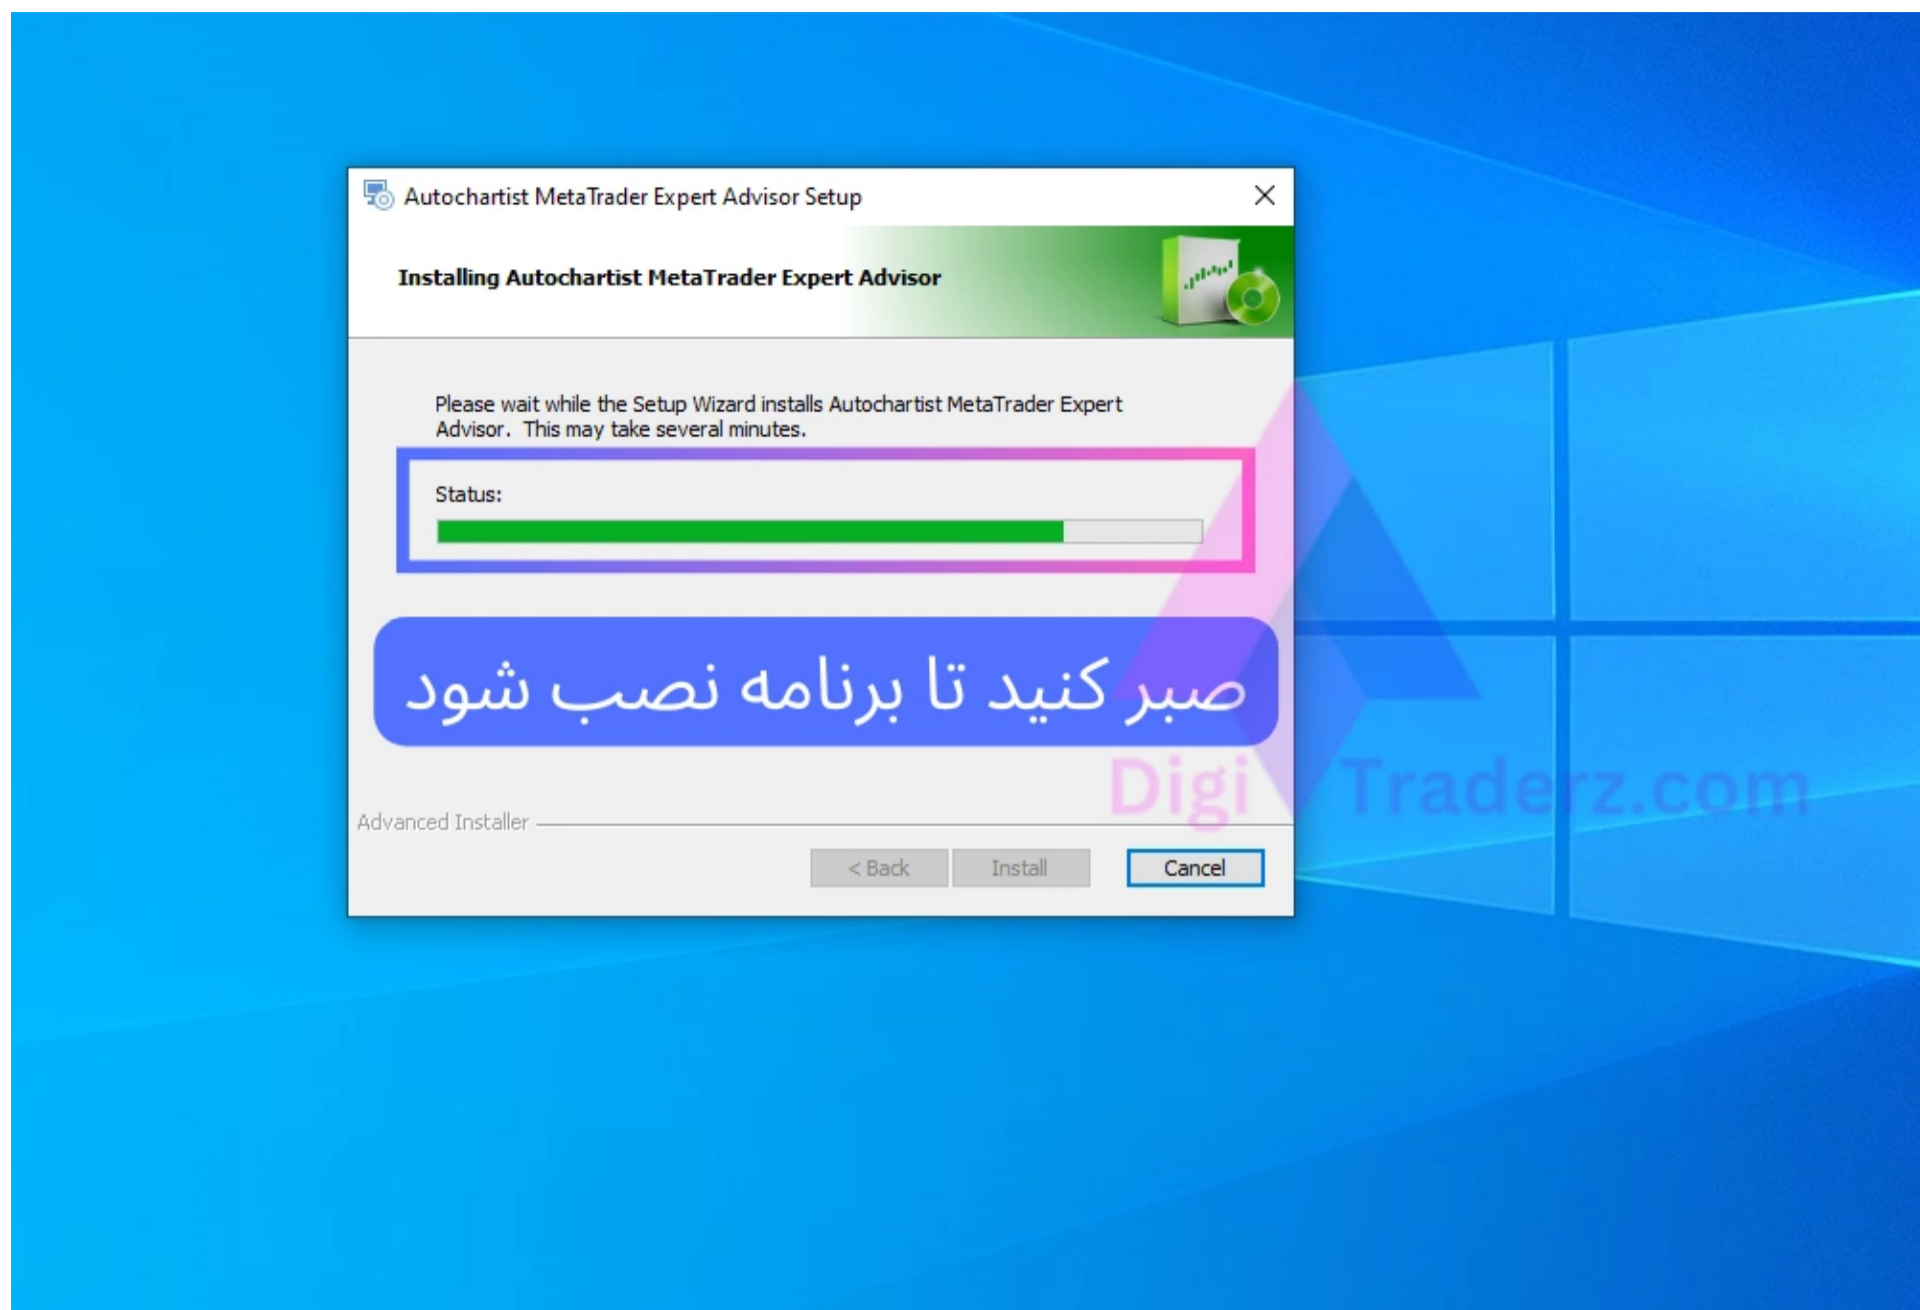 Autochartist MetaTrader Expert Advisor Setup
Installing Autochartist MetaTrader Expert Advisor
Please wait while the Setup Wizard installs Autochartist MetaTrader Expert
Advisor. This may take several minutes.
Status:
صبر کنید تا برنامه نصب شود
Digi Traderz.com
Advanced Installer
< Back Install Cancel